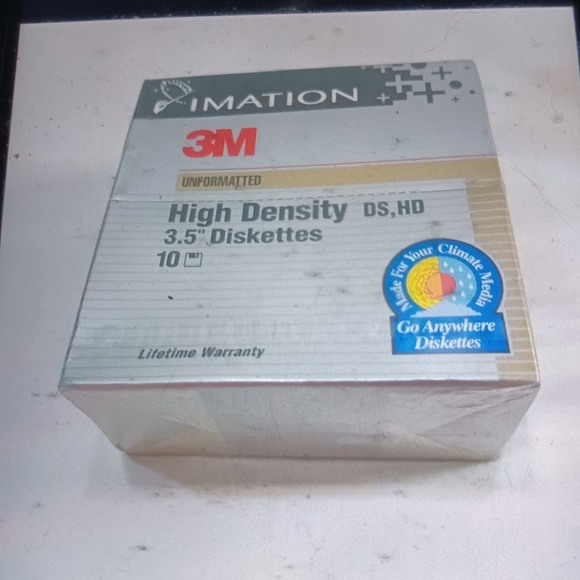 IMATION
3M
UNFORMATTED
High Density DS,HD
3.5" Diskettes
10
Made For Your Climate Media
Go Anywhere
Diskettes
Lifetime Warranty